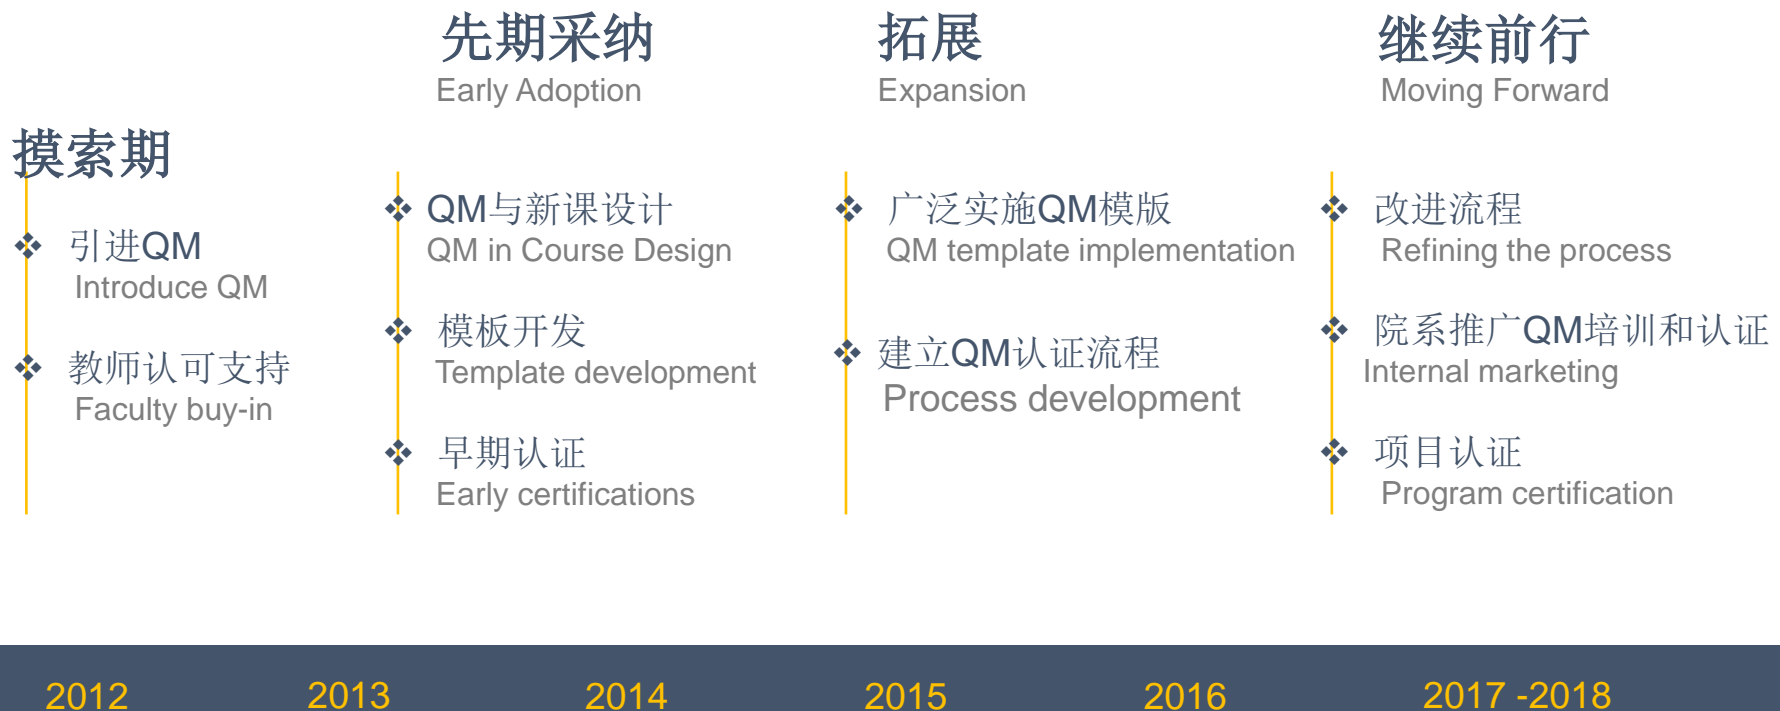 摸索期
引进QM
Introduce QM
教师认可支持
Faculty buy-in
先期采纳
Early Adoption
QM与新课设计
QM in Course Design
模板开发
Template development
早期认证
Early certifications
拓展
Expansion
广泛实施QM模版
QM template implementation
建立QM认证流程
Process development
继续前行
Moving Forward
改进流程
Refining the process
院系推广QM培训和认证
Internal marketing
项目认证
Program certification
2012 2013 2014 2015 2016 2017 -2018